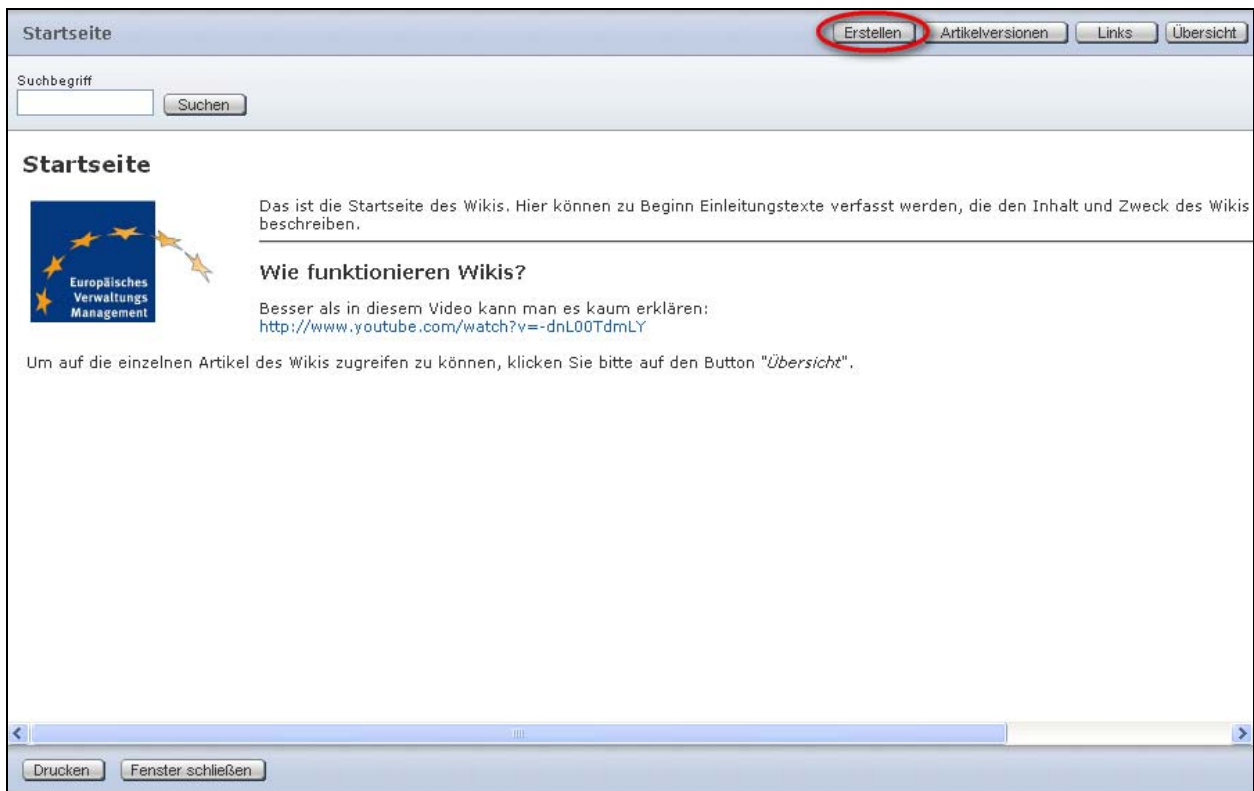 Startseite
Erstellen
Artikelversionen
Links
Übersicht
Suchbegriff
Suchen
Startseite
Europäisches
Verwaltungs
Management
Das ist die Startseite des Wikis. Hier können zu Beginn Einleitungstexte verfasst werden, die den Inhalt und Zweck des Wikis
beschreiben.
Wie funktionieren Wikis?
Besser als in diesem Video kann man es kaum erklären:
http://www.youtube.com/watch?v=-dnL00TdmLY
Um auf die einzelnen Artikel des Wikis zugreifen zu können, klicken Sie bitte auf den Button "Übersicht".
Drucken
Fenster schließen